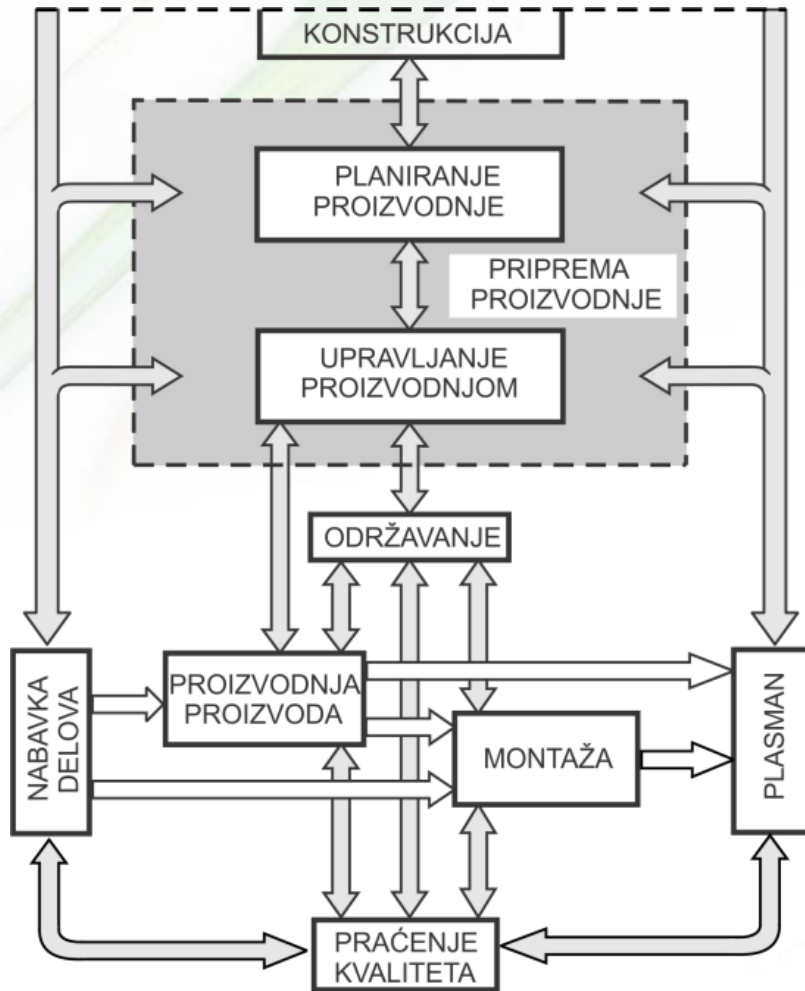 KONSTRUKCIJA
PLANIRANJE
PROIZVODNJE
PRIPREMA
PROIZVODNJE
UPRAVLJANJE
PROIZVODNJOM
ODRŽAVANJE
NABAVKA
DELOVA
PROIZVODNJA
PROIZVODA
MONTAŽA
PLASMAN
PRAĆENJE
KVALITETA